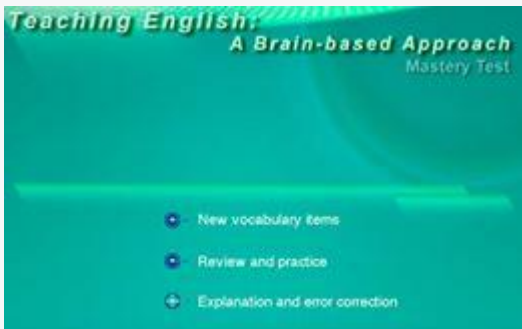 Teaching English:
A Brain-based Approach
Mastery Test
New vocabulary items
Review and practice
Explanation and error correction